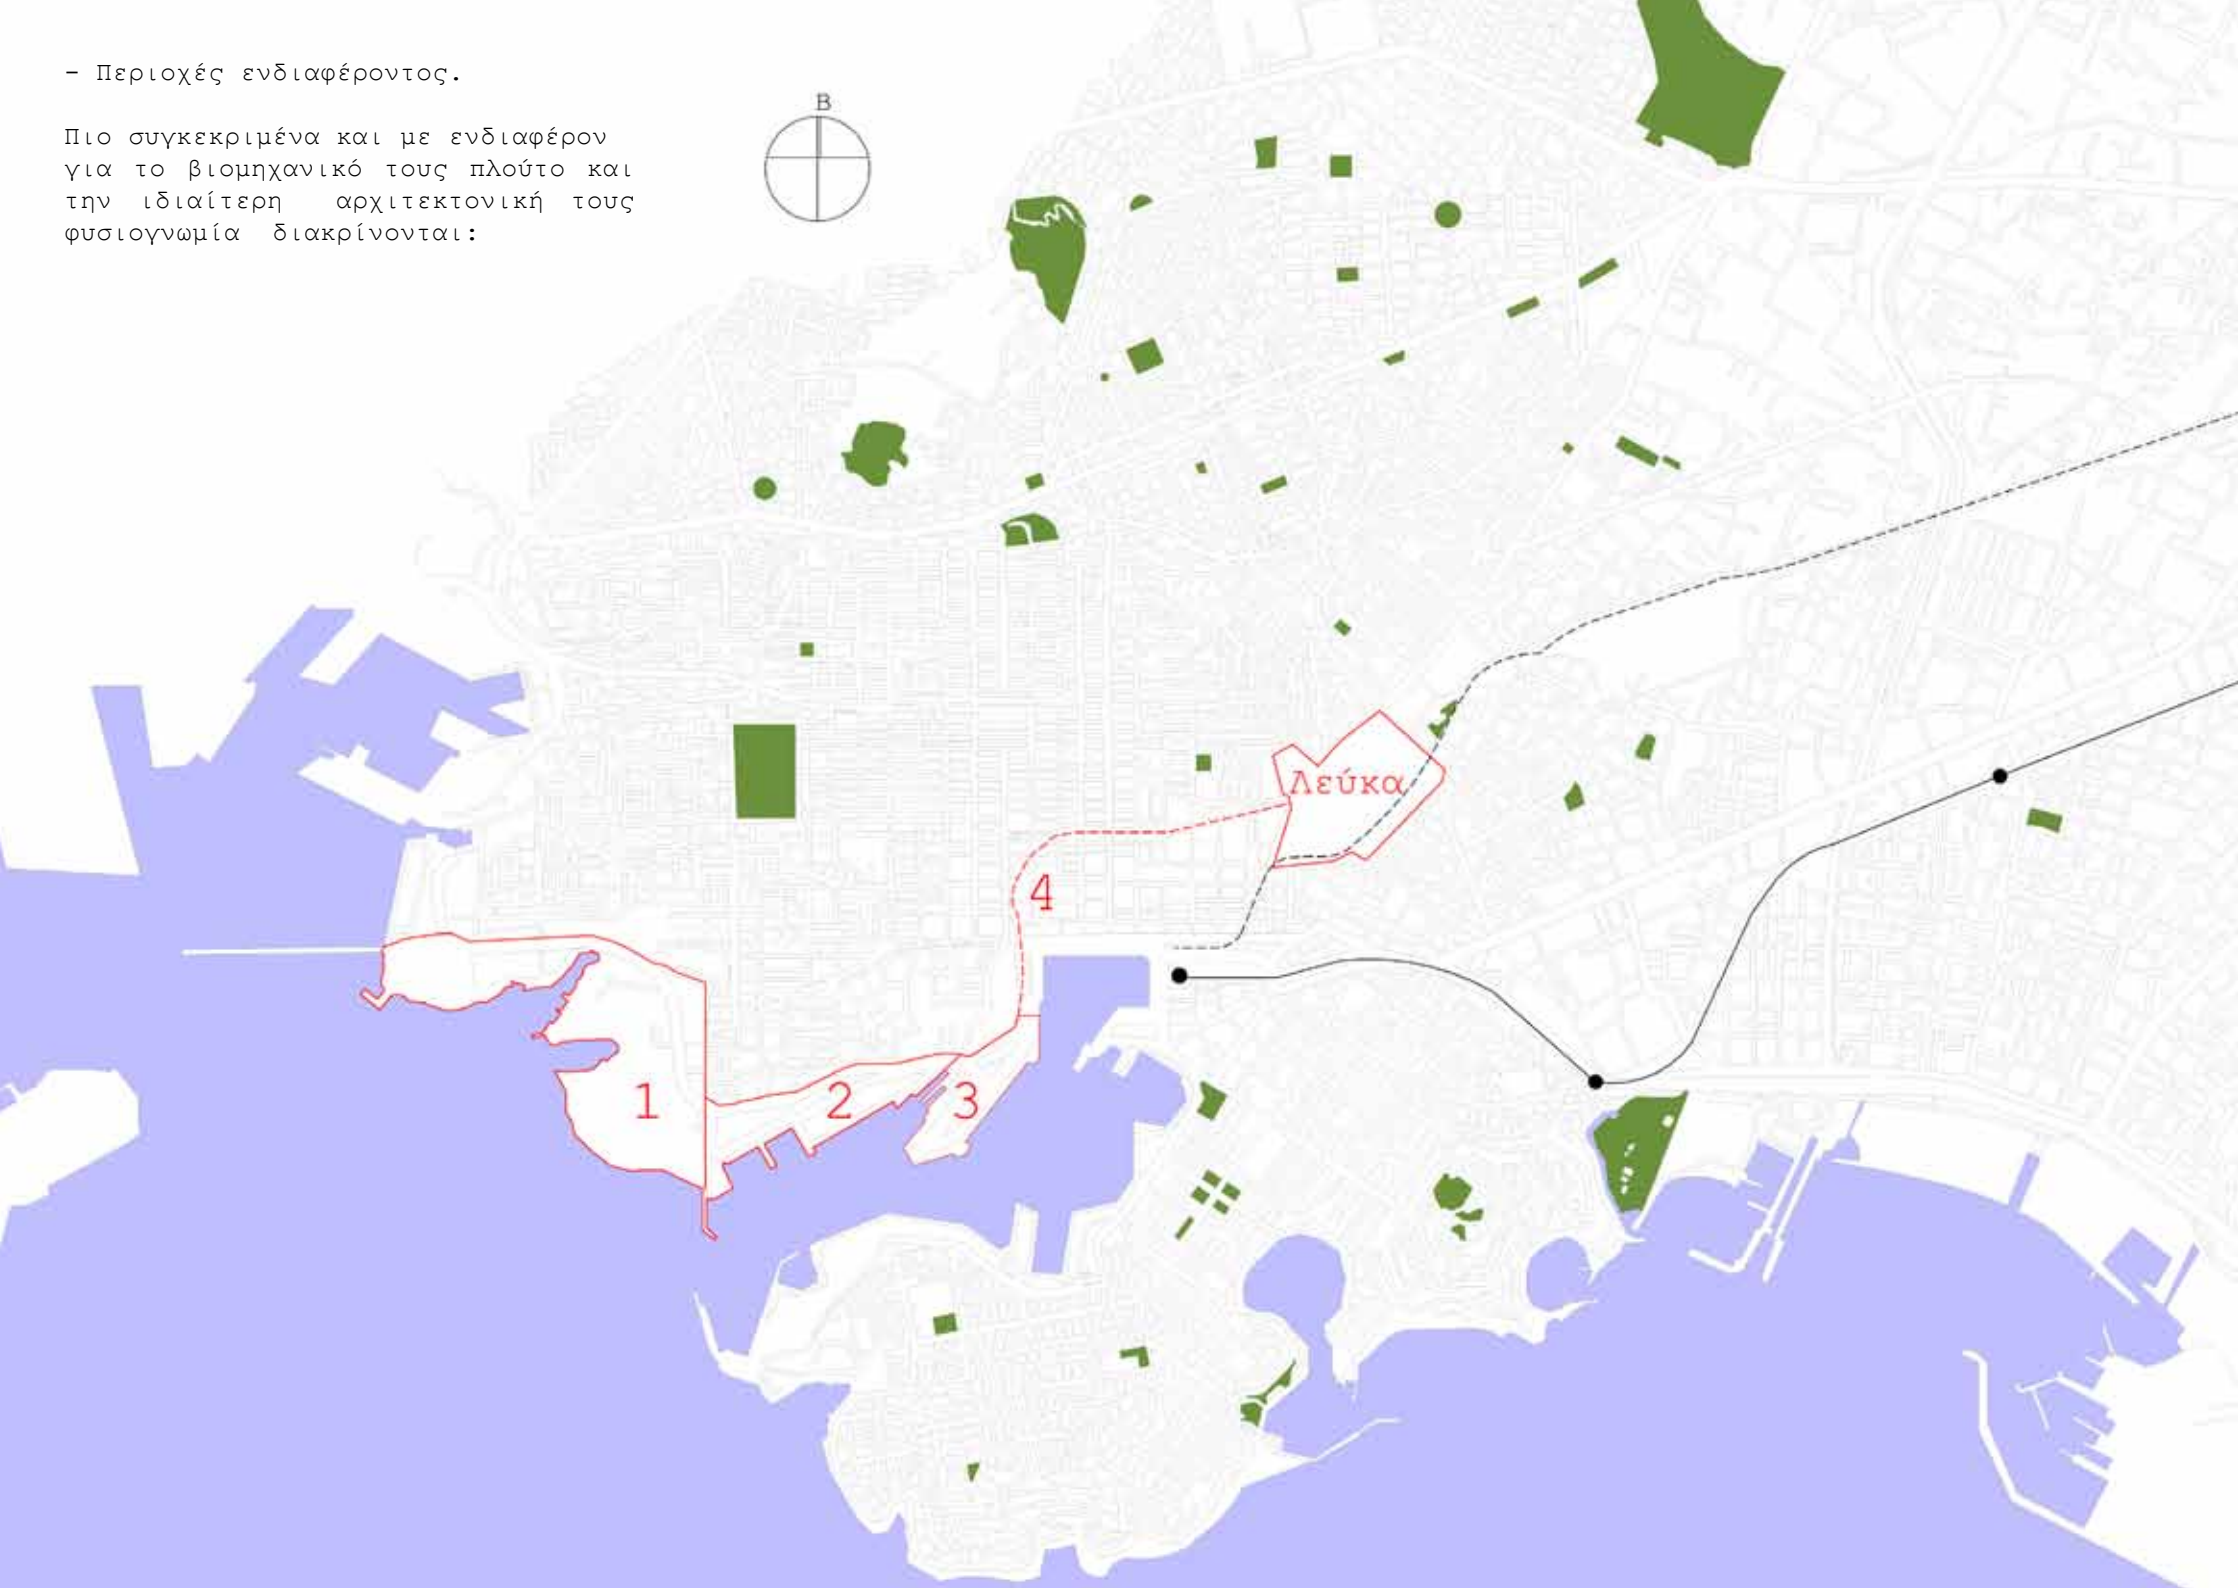 - Περιοχές ενδιαφέροντος.
Πιο συγκεκριμένα και με ενδιαφέρον
για το βιομηχανικό τους πλούτο και
την ιδιαίτερη αρχιτεκτονική τους
φυσιογνωμία διακρίνονται:
Β
Λεύκα
4
1
2
3